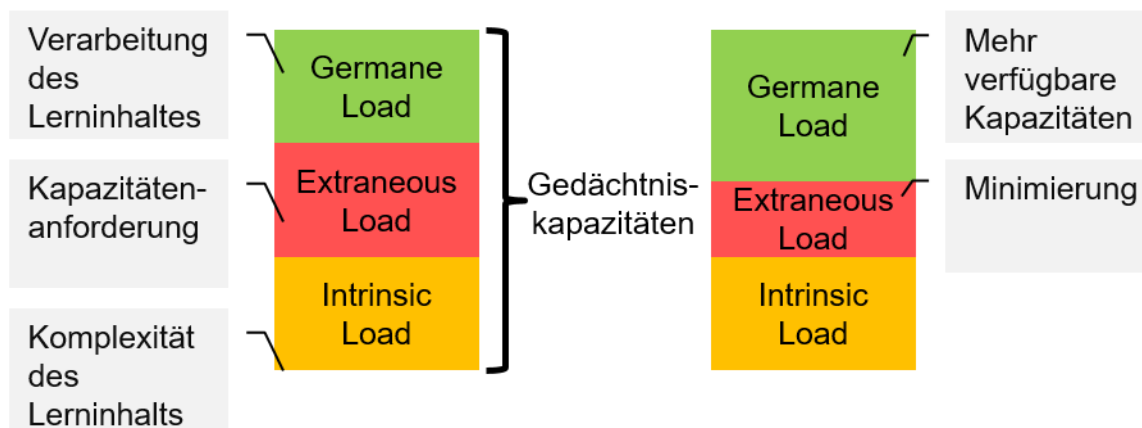 Verarbeitung
des
Lerninhaltes
Kapazitäten-
anforderung
Komplexität
des
Lerninhalts
Germane
Load
Extraneous
Load
Intrinsic
Load
Gedächtnis-
kapazitäten
Germane
Load
Extraneous
Load
Intrinsic
Load
Mehr
verfügbare
Kapazitäten
Minimierung